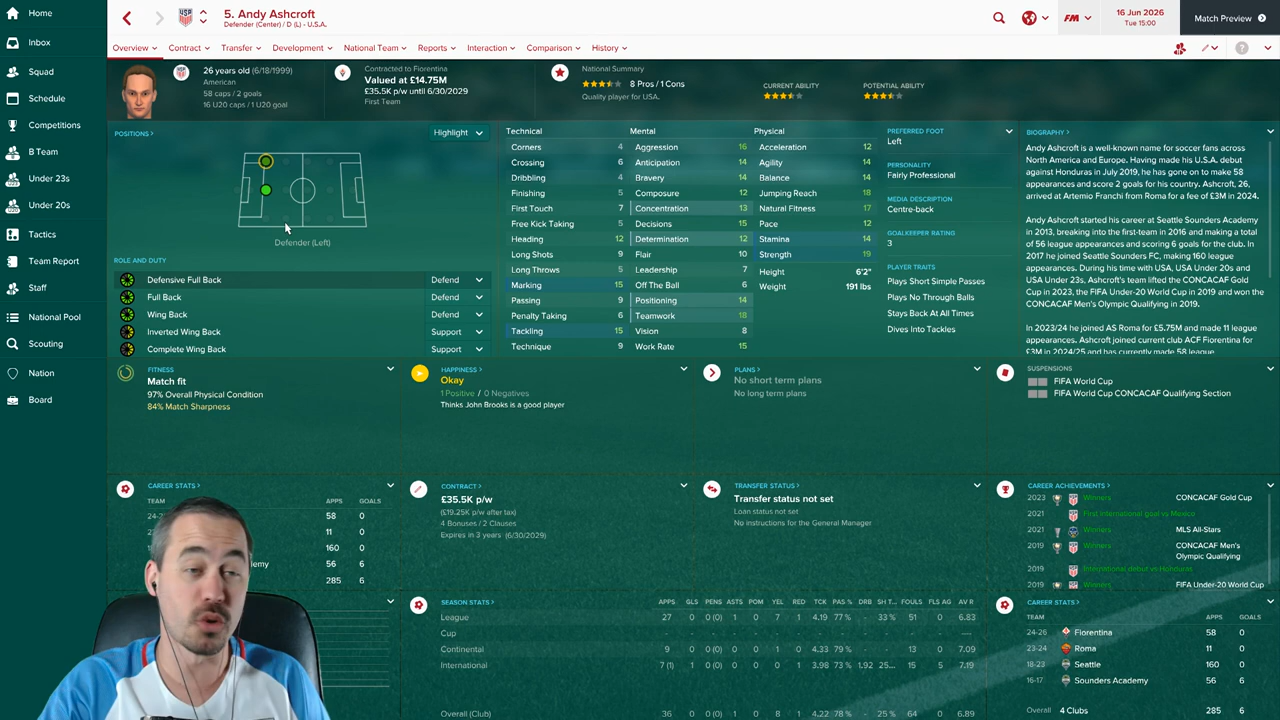 Home
Inbox
Squad
Schedule
Competitions
B Team
Under 23s
Under 20s
Tactics
Team Report
Staff
National Pool
Scouting
Nation
Board
5. Andy Ashcroft
Defender (Center) / D (L) - U.S.A.
FM
16 Jun 2026
Tue 15:00
Match Preview
Overview
Contract
Transfer
Development
National Team
Reports
Interaction
Comparison
History
26 years old (6/18/1999)
American
58 caps / 2 goals
16 U20 caps / 1 U20 goal
Contracted to Fiorentina
Valued at £14.75M
£35.5K p/w until 6/30/2029
First Team
National Summary
8 Pros / 1 Cons
Quality player for USA.
CURRENT ABILITY
POTENTIAL ABILITY
POSITIONS >
Highlight
Defender (Left)
ROLE AND DUTY
Defensive Full Back Defend
Full Back Defend
Wing Back Defend
Inverted Wing Back Support
Complete Wing Back Support
Technical Mental Physical
Corners 4 Aggression 16 Acceleration 12
Crossing 6 Anticipation 14 Agility 14
Dribbling 4 Bravery 14 Balance 14
Finishing 5 Composure 12 Jumping Reach 18
First Touch 7 Concentration 13 Natural Fitness 17
Free Kick Taking 5 Decisions 15 Pace 12
Heading 12 Determination 12 Stamina 14
Long Shots 9 Flair 10 Strength 19
Long Throws 5 Leadership 7 Height 6'2"
Marking 15 Off The Ball 6 Weight 191 lbs
Passing 9 Positioning 14
Penalty Taking 6 Teamwork 18
Tackling 15 Vision 8
Technique 9 Work Rate 15
PREFERRED FOOT
Left
PERSONALITY
Fairly Professional
MEDIA DESCRIPTION
Centre-back
GOALKEEPER RATING
3
PLAYER TRAITS
Plays Short Simple Passes
Plays No Through Balls
Stays Back At All Times
Dives Into Tackles
BIOGRAPHY >
Andy Ashcroft is a well-known name for soccer fans across
North America and Europe. Having made his U.S.A. debut
against Honduras in July 2019, he has gone on to make 58
appearances and score 2 goals for his country. Ashcroft, 26,
arrived at Artemio Franchi from Roma for a fee of £3M in 2024.
Andy Ashcroft started his career at Seattle Sounders Academy
in 2013, breaking into the first-team in 2016 and making a total
of 56 league appearances and scoring 6 goals for the club. In
2017 he joined Seattle Sounders FC, making 160 league
appearances. During his time with USA, USA Under 20s and
USA Under 23s, Ashcroft's team lifted the CONCACAF Gold
Cup in 2023, the FIFA Under-20 World Cup in 2019 and won the
CONCACAF Men's Olympic Qualifying in 2019.
In 2023/24 he joined AS Roma for £5.75M and made 11 league
appearances. Ashcroft joined current club ACF Fiorentina for
£3M in 2024/25 and has currently made 58 league
FITNESS
Match fit
97% Overall Physical Condition
84% Match Sharpness
HAPPINESS >
Okay
1 Positive / 0 Negatives
Thinks John Brooks is a good player
PLANS >
No short term plans
No long term plans
SUSPENSIONS
FIFA World Cup
FIFA World Cup CONCACAF Qualifying Section
CAREER STATS >
TEAM APPS GOALS
58 0
11 0
160 0
56 6
285 6
CONTRACT >
£35.5K p/w
(£19.25K p/w after tax)
4 Bonuses / 2 Clauses
Expires in 3 years (6/30/2029)
TRANSFER STATUS >
Transfer status not set
Loan status not set
No instructions for the General Manager
CAREER ACHIEVEMENTS >
2023 Winners CONCACAF Gold Cup
2021 First international goal vs Mexico
2021 Winners MLS All-Stars
2019 Winners CONCACAF Men's
Olympic Qualifying
2019 International debut vs Honduras
2019 Winners FIFA Under-20 World Cup
SEASON STATS > APPS GLS PENS ASTS POM YEL RED TCK PAS % DRB SH T... FOULS FLS AG AV R
League 27 0 0 (0) 1 0 7 1 4.19 77 % - 33 % 51 0 6.83
Cup - - - - - - - - - - - - - ---
Continental 9 0 0 (0) 0 0 1 0 4.33 79 % - - 13 0 7.09
International 7 (1) 1 0 (0) 0 0 0 1 3.98 73 % 1.92 25... 15 5 7.19
Overall (Club) 36 0 0 (0) 1 0 8 1 4.22 78 % - 25 % 64 0 6.89
CAREER STATS >
TEAM APPS GOALS
24-26 Fiorentina 58 0
23-24 Roma 11 0
18-23 Seattle 160 0
16-17 Sounders Academy 56 6
Overall 4 Clubs 285 6